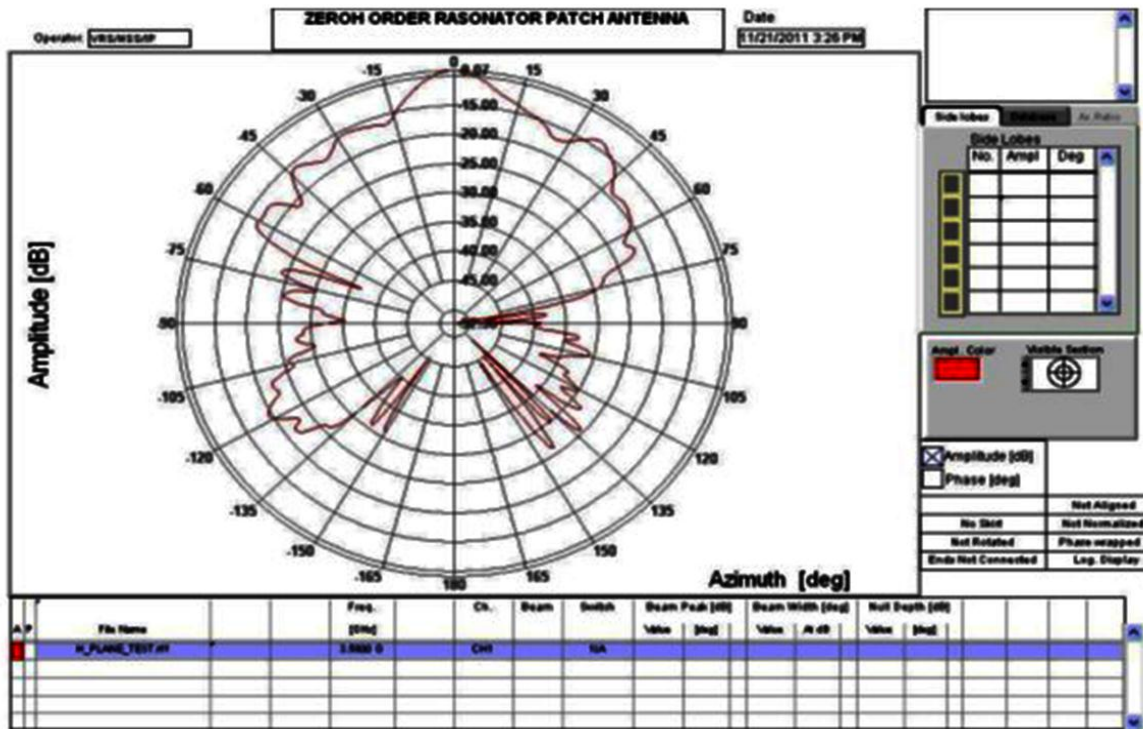 ZEROH ORDER RASONATOR PATCH ANTENNA
Date
Operator
11/21/2011 3:26 PM
0
-15
15
-30
30
-45
45
-60
60
-75
75
-90
-105
105
-120
120
-135
135
-150
150
-165
165
180
-15.00
-20.00
-25.00
-30.00
-35.00
-40.00
-45.00
Amplitude [dB]
Azimuth [deg]
Side lobes
Ax. Ratio
Side Lobes
No. Ampl Deg
Ampl. Color
Visible Section
Amplitude [dB]
Phase [deg]
Not Aligned
No Skirt Not Normalized
Not Rotated Phase wrapped
Ends Not Connected Log. Display
Freq. Ch. Beam Switch Beam Peak [dB] Beam Width [deg] Null Depth [dB]
A P File Name [GHz] Value [deg] Value At dB Value [deg]
CH1 N/A